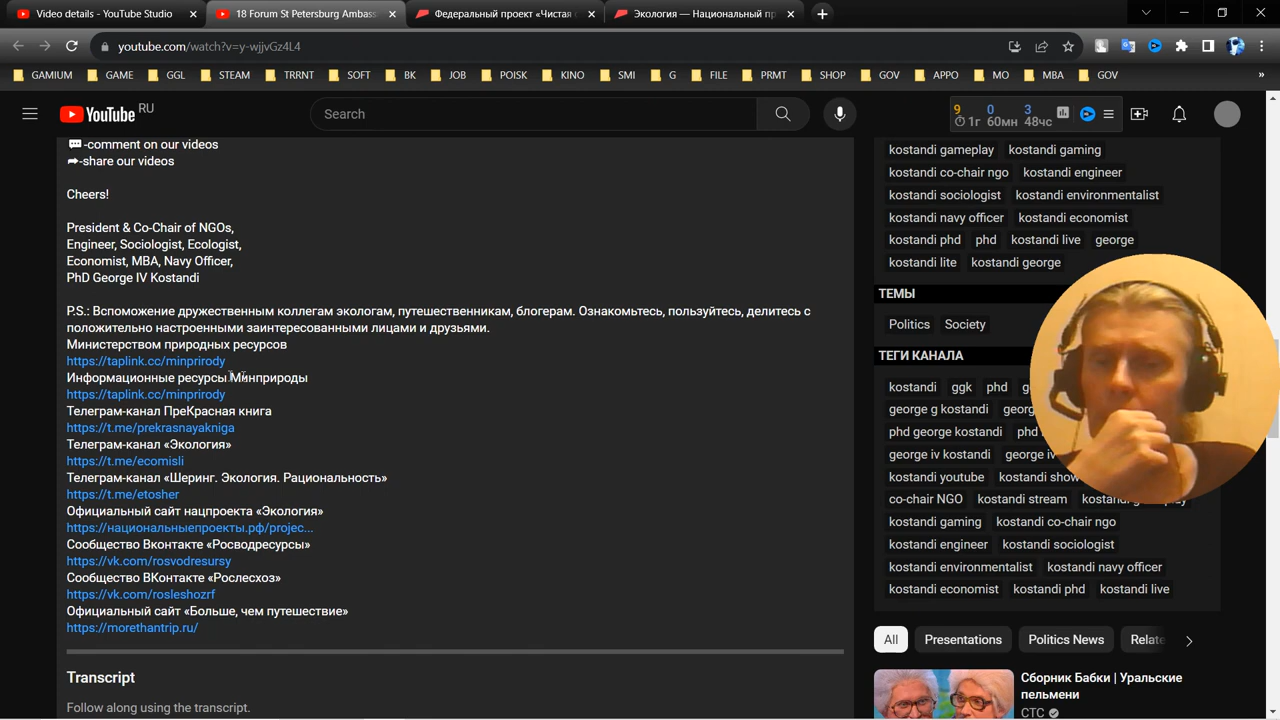 Video details - YouTube Studio
18 Forum St Petersburg Ambass
Федеральный проект «Чистая с
Экология — Национальный пр
youtube.com/watch?v=y-wjjvGz4L4
GAMIUM
GAME
GGL
STEAM
TRRNT
SOFT
BK
JOB
POISK
KINO
SMI
G
FILE
PRMT
SHOP
GOV
APPO
MO
MBA
GOV
YouTube RU
Search
9 0 3
1г 60мн 48чс
-comment on our videos
-share our videos
Cheers!
President & Co-Chair of NGOs,
Engineer, Sociologist, Ecologist,
Economist, MBA, Navy Officer,
PhD George IV Kostandi
P.S.: Вспоможение дружественным коллегам экологам, путешественникам, блогерам. Ознакомьтесь, пользуйтесь, делитесь с
положительно настроенными заинтересованными лицами и друзьями.
Министерством природных ресурсов
https://taplink.cc/minprirody
Информационные ресурсы Минприроды
https://taplink.cc/minprirody
Телеграм-канал ПреКрасная книга
https://t.me/prekrasnayakniga
Телеграм-канал «Экология»
https://t.me/ecomisli
Телеграм-канал «Шеринг. Экология. Рациональность»
https://t.me/etosher
Официальный сайт нацпроекта «Экология»
https://национальныепроекты.рф/projec...
Сообщество Вконтакте «Росводресурсы»
https://vk.com/rosvodresursy
Сообщество ВКонтакте «Рослесхоз»
https://vk.com/rosleshozrf
Официальный сайт «Больше, чем путешествие»
https://morethantrip.ru/
Transcript
Follow along using the transcript.
kostandi gameplay kostandi gaming
kostandi co-chair ngo kostandi engineer
kostandi sociologist kostandi environmentalist
kostandi navy officer kostandi economist
kostandi phd phd kostandi live george
kostandi lite kostandi george
ТЕМЫ
Politics Society
ТЕГИ КАНАЛА
kostandi ggk phd
george g kostandi
phd george kostandi
george iv kostandi
kostandi youtube
co-chair NGO kostandi stream
kostandi gaming kostandi co-chair ngo
kostandi engineer kostandi sociologist
kostandi environmentalist kostandi navy officer
kostandi economist kostandi phd kostandi live
All
Presentations
Politics News
Relate
Сборник Бабки | Уральские
пельмени
СТС